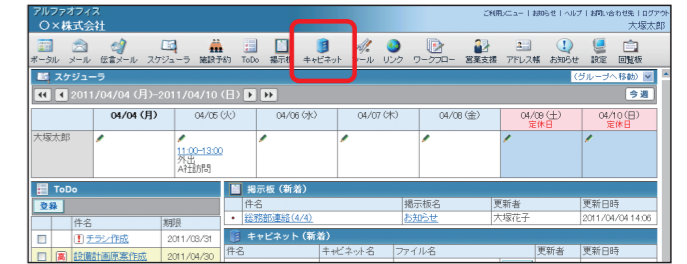 アルファオフィス
ご利用メニュー | お知らせ | ヘルプ | お問い合わせ先 | ログアウト
○×株式会社
大塚太郎
ポータル メール 伝言メール スケジューラ 施設予約 ToDo 掲示板 キャビネット メール リンク ワークフロー 営業支援 アドレス帳 お知らせ 設定 回覧板
スケジューラ
(グループへ移動)
2011/04/04 (月)-2011/04/10 (日)
今週
04/04 (月) 04/05 (火) 04/06 (水) 04/07 (木) 04/08 (金) 04/09 (土) 04/10 (日)
定休日 定休日
大塚太郎
11:00-13:00
外出
A社訪問
ToDo
登録
件名 期限
! チラシ作成 2011/03/31
高 設備計画原案作成 2011/04/30
掲示板 (新着)
件名 掲示板名 更新者 更新日時
・ 総務部連絡(4/4) お知らせ 大塚花子 2011/04/04 14:06
キャビネット (新着)
件名 キャビネット名 ファイル名 更新者 更新日時